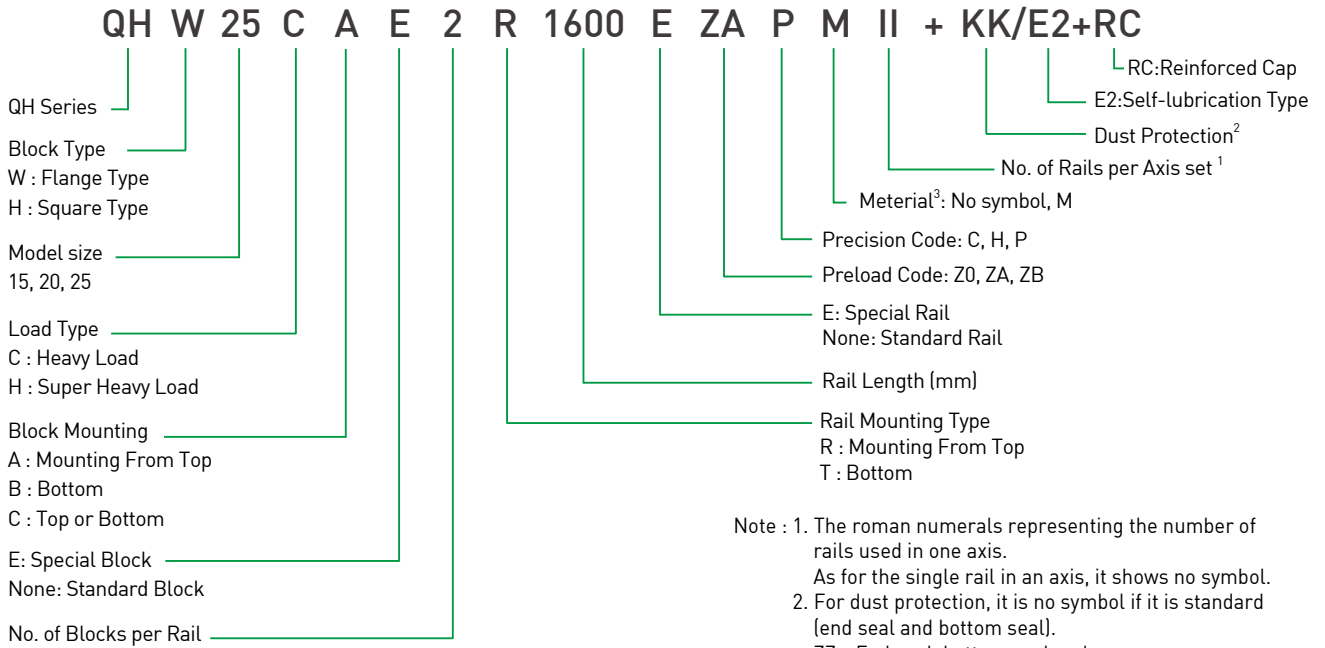 QH W 25 C A E 2 R 1600 E ZA P M II + KK/E2+RC
QH Series
Block Type
W : Flange Type
H : Square Type
Model size
15, 20, 25
Load Type
C : Heavy Load
H : Super Heavy Load
Block Mounting
A : Mounting From Top
B : Bottom
C : Top or Bottom
E: Special Block
None: Standard Block
No. of Blocks per Rail
RC:Reinforced Cap
E2:Self-lubrication Type
Dust Protection²
No. of Rails per Axis set ¹
Meterial³: No symbol, M
Precision Code: C, H, P
Preload Code: Z0, ZA, ZB
E: Special Rail
None: Standard Rail
Rail Length (mm)
Rail Mounting Type
R : Mounting From Top
T : Bottom
Note : 1. The roman numerals representing the number of
rails used in one axis.
As for the single rail in an axis, it shows no symbol.
2. For dust protection, it is no symbol if it is standard
(end seal and bottom seal).